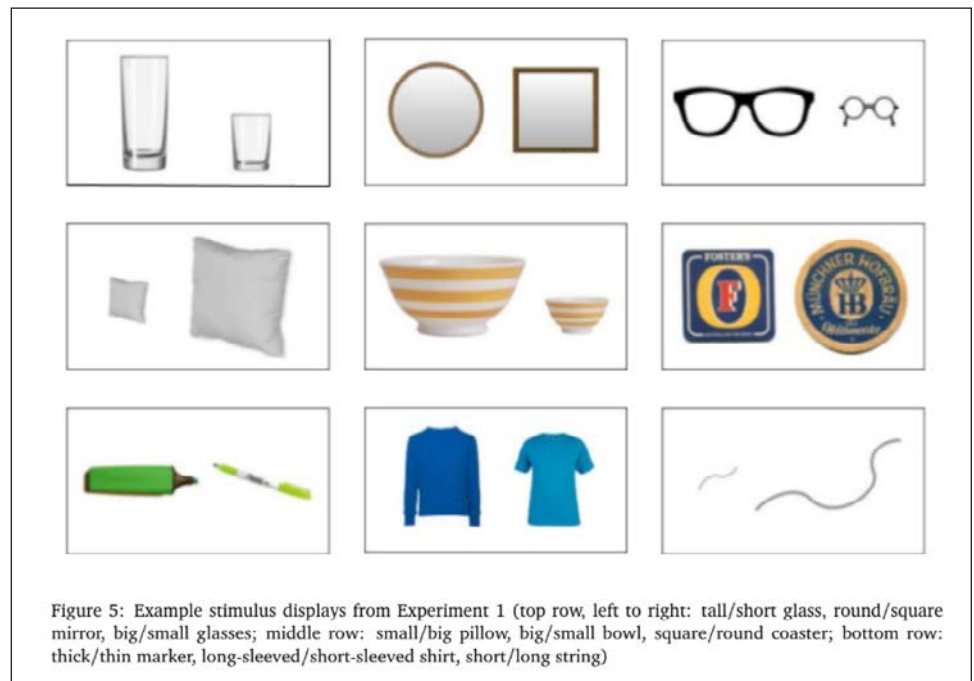 FOSTER'S
F
MÜNCHNER HOFBRÄU
HB
Figure 5: Example stimulus displays from Experiment 1 (top row, left to right: tall/short glass, round/square
mirror, big/small glasses; middle row: small/big pillow, big/small bowl, square/round coaster; bottom row:
thick/thin marker, long-sleeved/short-sleeved shirt, short/long string)